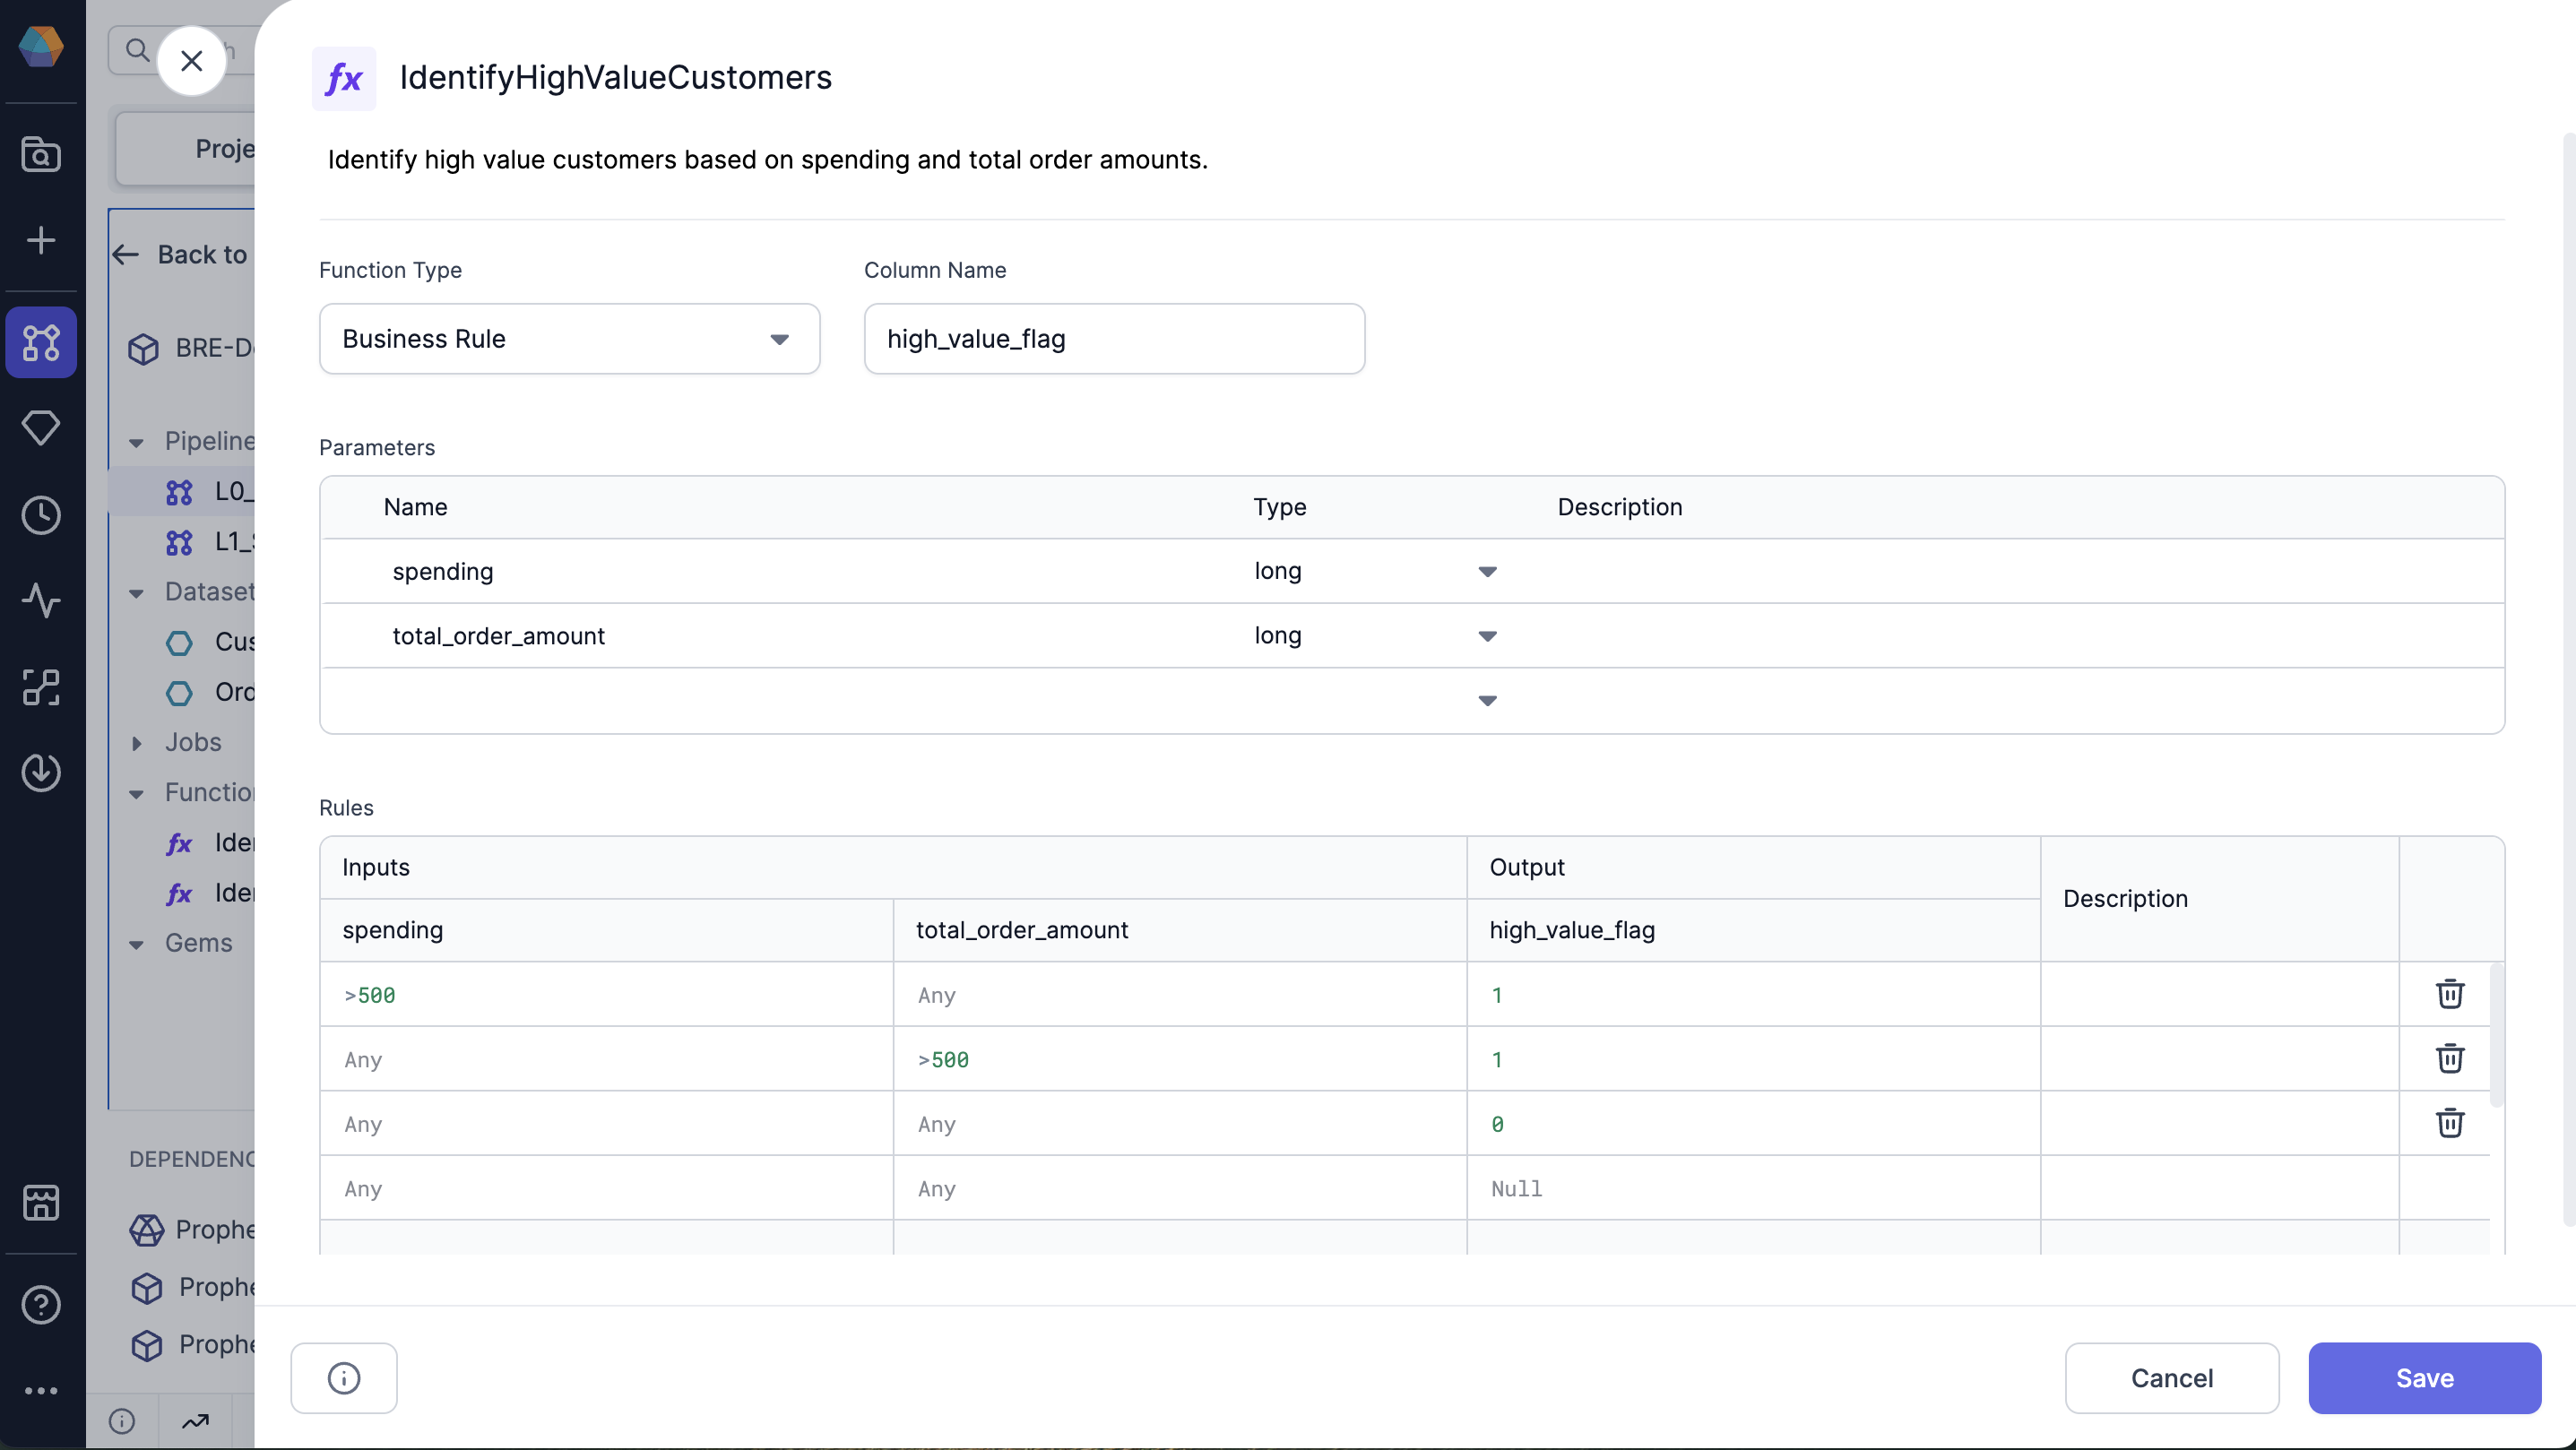 IdentifyHighValueCustomers
Identify high value customers based on spending and total order amounts.
Proje
Back to
BRE-D
Pipeline
L0_
L1_
Dataset
Cus
Ord
Jobs
Function
Ide
Ide
Gems
DEPENDENC
Prophe
Prophe
Prophe
Function Type
Column Name
Business Rule
high_value_flag
Parameters
Name Type Description
spending long
total_order_amount long
Rules
Inputs Output Description
spending total_order_amount high_value_flag
>500 Any 1
Any >500 1
Any Any 0
Any Any Null
Cancel Save